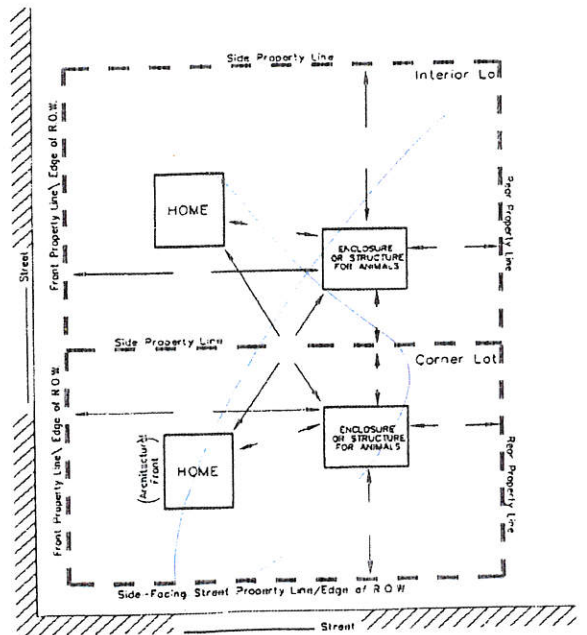 Side Property Line
Interior Lo
Front Property Line\ Edge of R.O.W.
HOME
ENCLOSURE
OR STRUCTURE
FOR ANIMALS
Rear Property Line
Street
Side Property Line
Corner Lot
Front Property Line\ Edge of R O W
(Architectural
Front)
HOME
ENCLOSURE
OR STRUCTURE
FOR ANIMALS
Rear Property Line
Side-Facing Street Property Line/Edge of R O W
Street